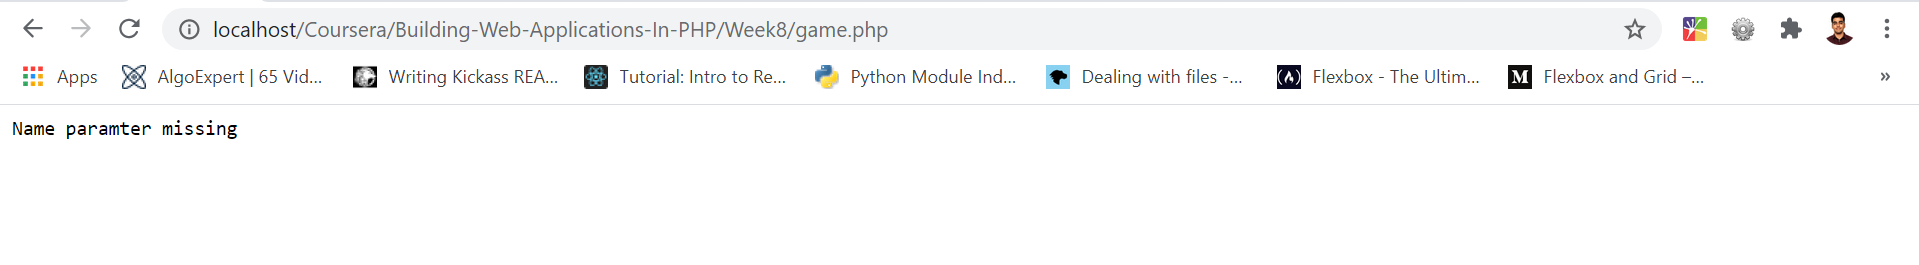 localhost/Coursera/Building-Web-Applications-In-PHP/Week8/game.php
Apps AlgoExpert | 65 Vid... Writing Kickass REA... Tutorial: Intro to Re... Python Module Ind... Dealing with files -... Flexbox - The Ultim... M Flexbox and Grid –... »
Name paramter missing